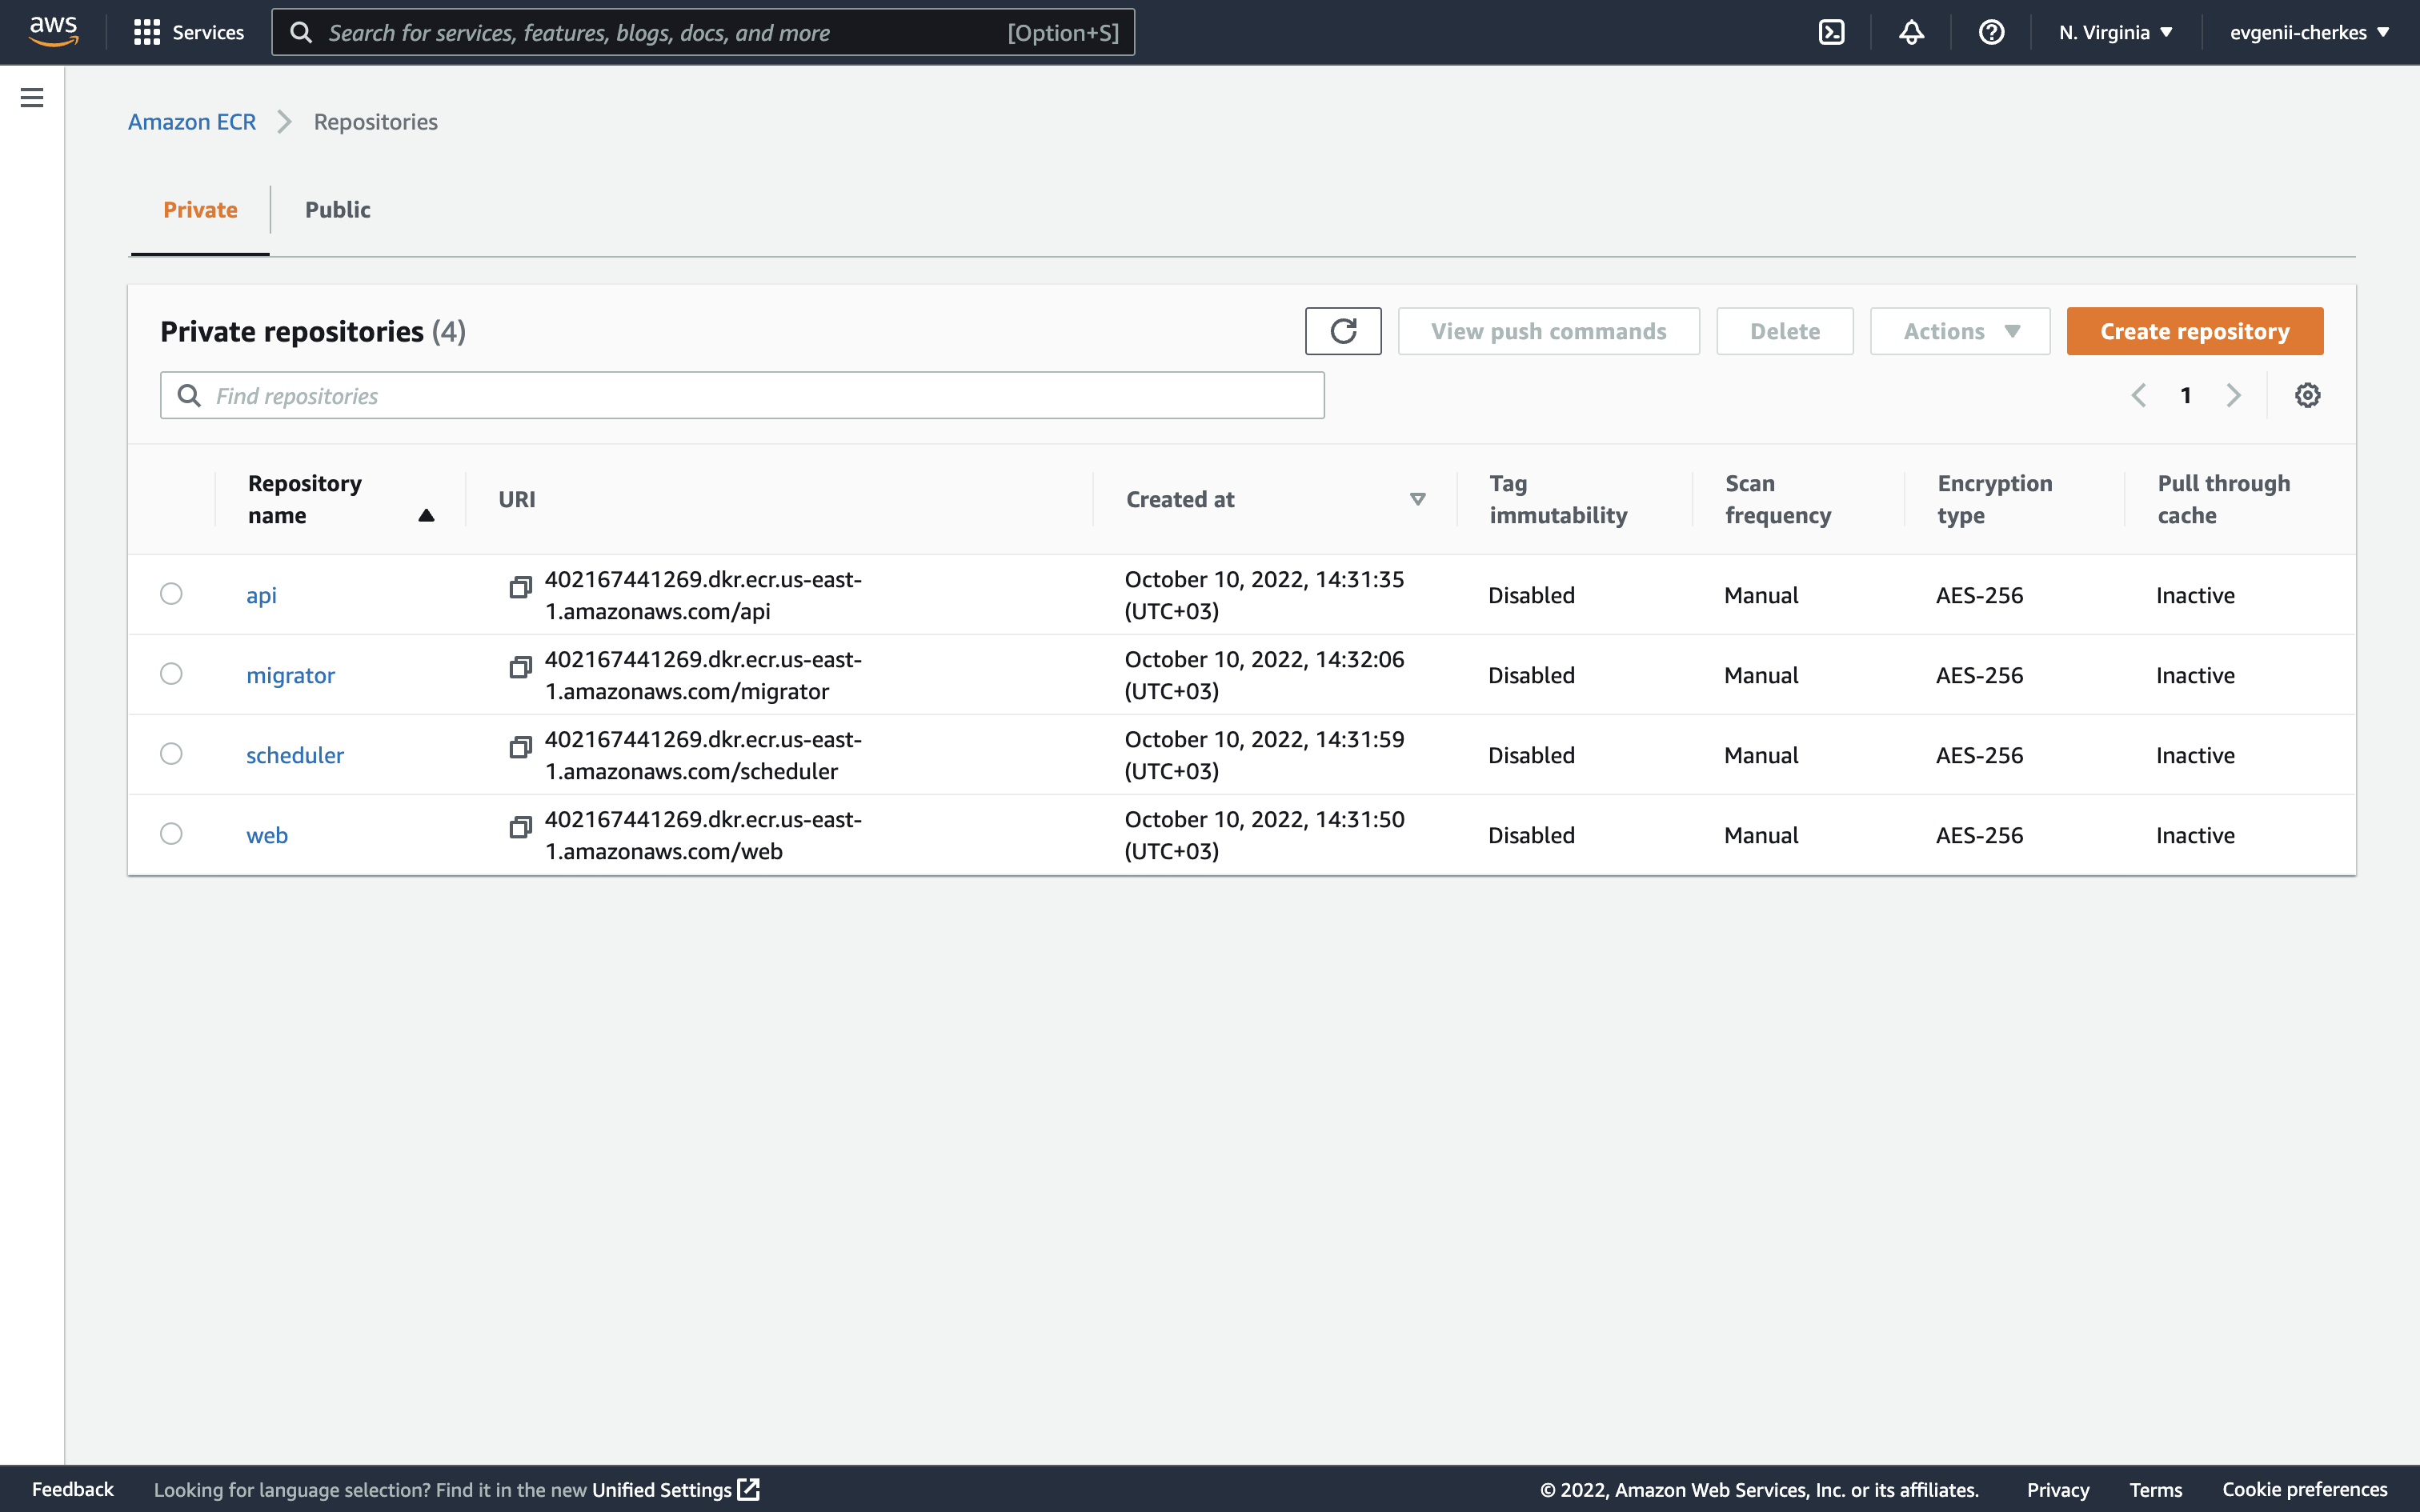 aws Services Search for services, features, blogs, docs, and more [Option+S] N. Virginia evgenii-cherkes
Amazon ECR Repositories
Private Public
Private repositories (4) View push commands Delete Actions Create repository
Find repositories 1
Repository name URI Created at Tag immutability Scan frequency Encryption type Pull through cache
api 402167441269.dkr.ecr.us-east-1.amazonaws.com/api October 10, 2022, 14:31:35 (UTC+03) Disabled Manual AES-256 Inactive
migrator 402167441269.dkr.ecr.us-east-1.amazonaws.com/migrator October 10, 2022, 14:32:06 (UTC+03) Disabled Manual AES-256 Inactive
scheduler 402167441269.dkr.ecr.us-east-1.amazonaws.com/scheduler October 10, 2022, 14:31:59 (UTC+03) Disabled Manual AES-256 Inactive
web 402167441269.dkr.ecr.us-east-1.amazonaws.com/web October 10, 2022, 14:31:50 (UTC+03) Disabled Manual AES-256 Inactive
Feedback Looking for language selection? Find it in the new Unified Settings © 2022, Amazon Web Services, Inc. or its affiliates. Privacy Terms Cookie preferences